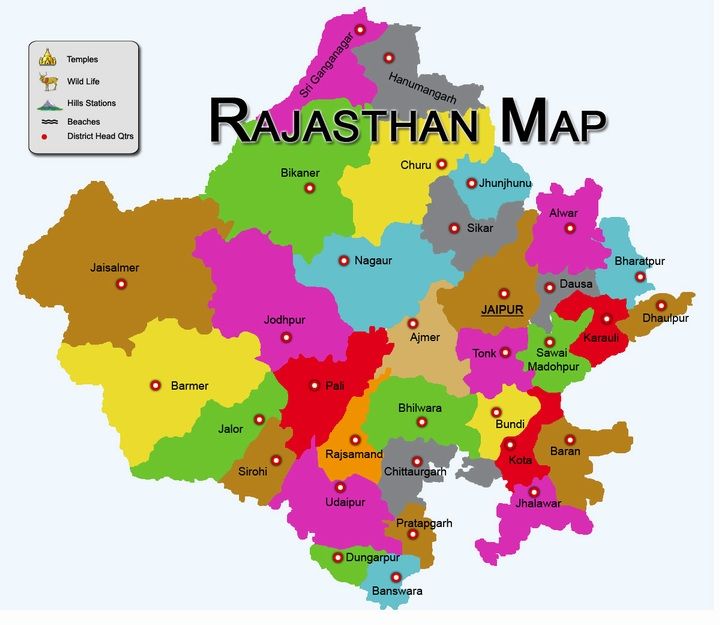 Sri Ganganagar
Hanumangarh
Temples
Wild Life
Hills Stations
Beaches
District Head Qtrs
RAJASTHAN MAP
Churu
Bikaner
Jhunjhunu
Alwar
Sikar
Nagaur
Bharatpur
Jaisalmer
Dausa
JAIPUR
Dhaulpur
Jodhpur
Ajmer
Karauli
Tonk
Sawai
Madohpur
Barmer
Pali
Bhilwara
Bundi
Jalor
Rajsamand
Baran
Kota
Sirohi
Chittaurgarh
Udaipur
Jhalawar
Pratapgarh
Dungarpur
Banswara